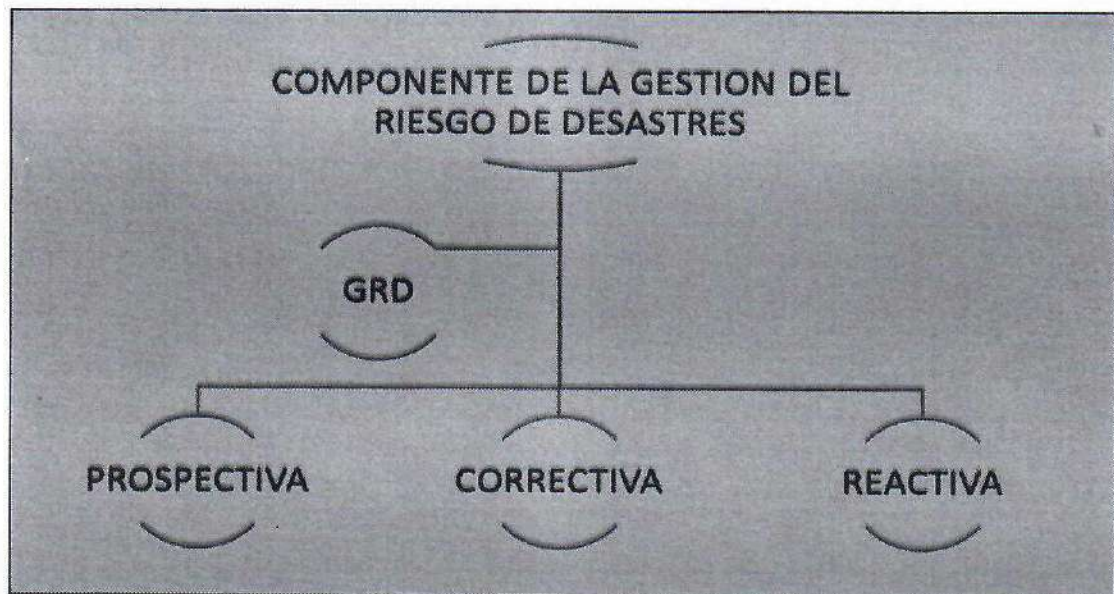 COMPONENTE DE LA GESTION DEL
RIESGO DE DESASTRES
GRD
PROSPECTIVA
CORRECTIVA
REACTIVA